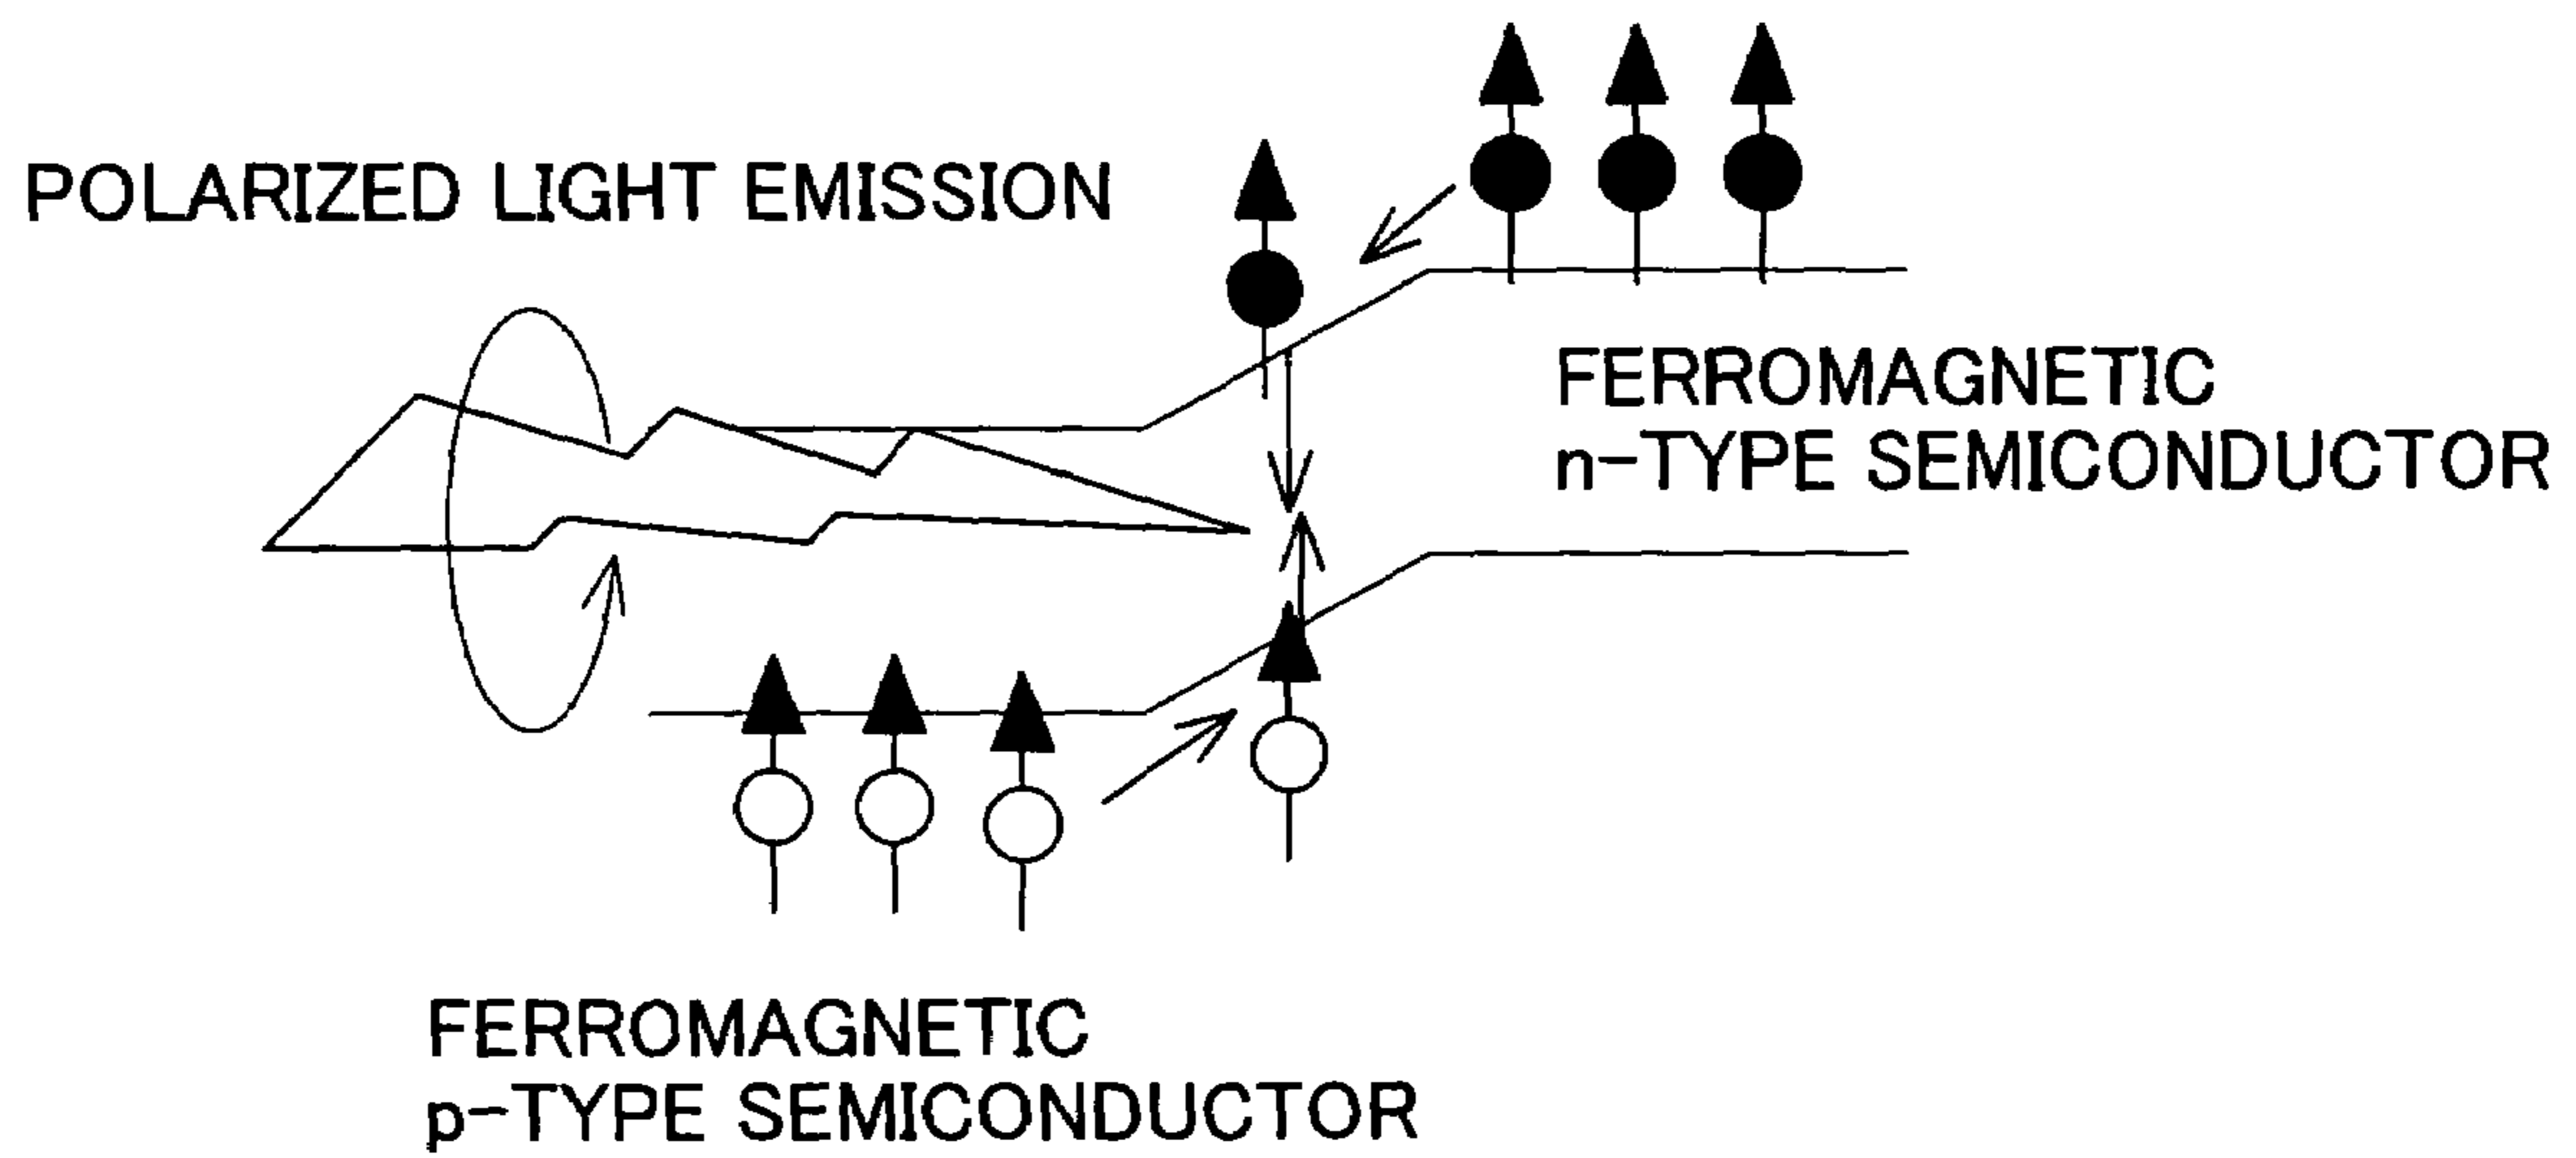 POLARIZED LIGHT EMISSION
FERROMAGNETIC
n-TYPE SEMICONDUCTOR
FERROMAGNETIC
p-TYPE SEMICONDUCTOR